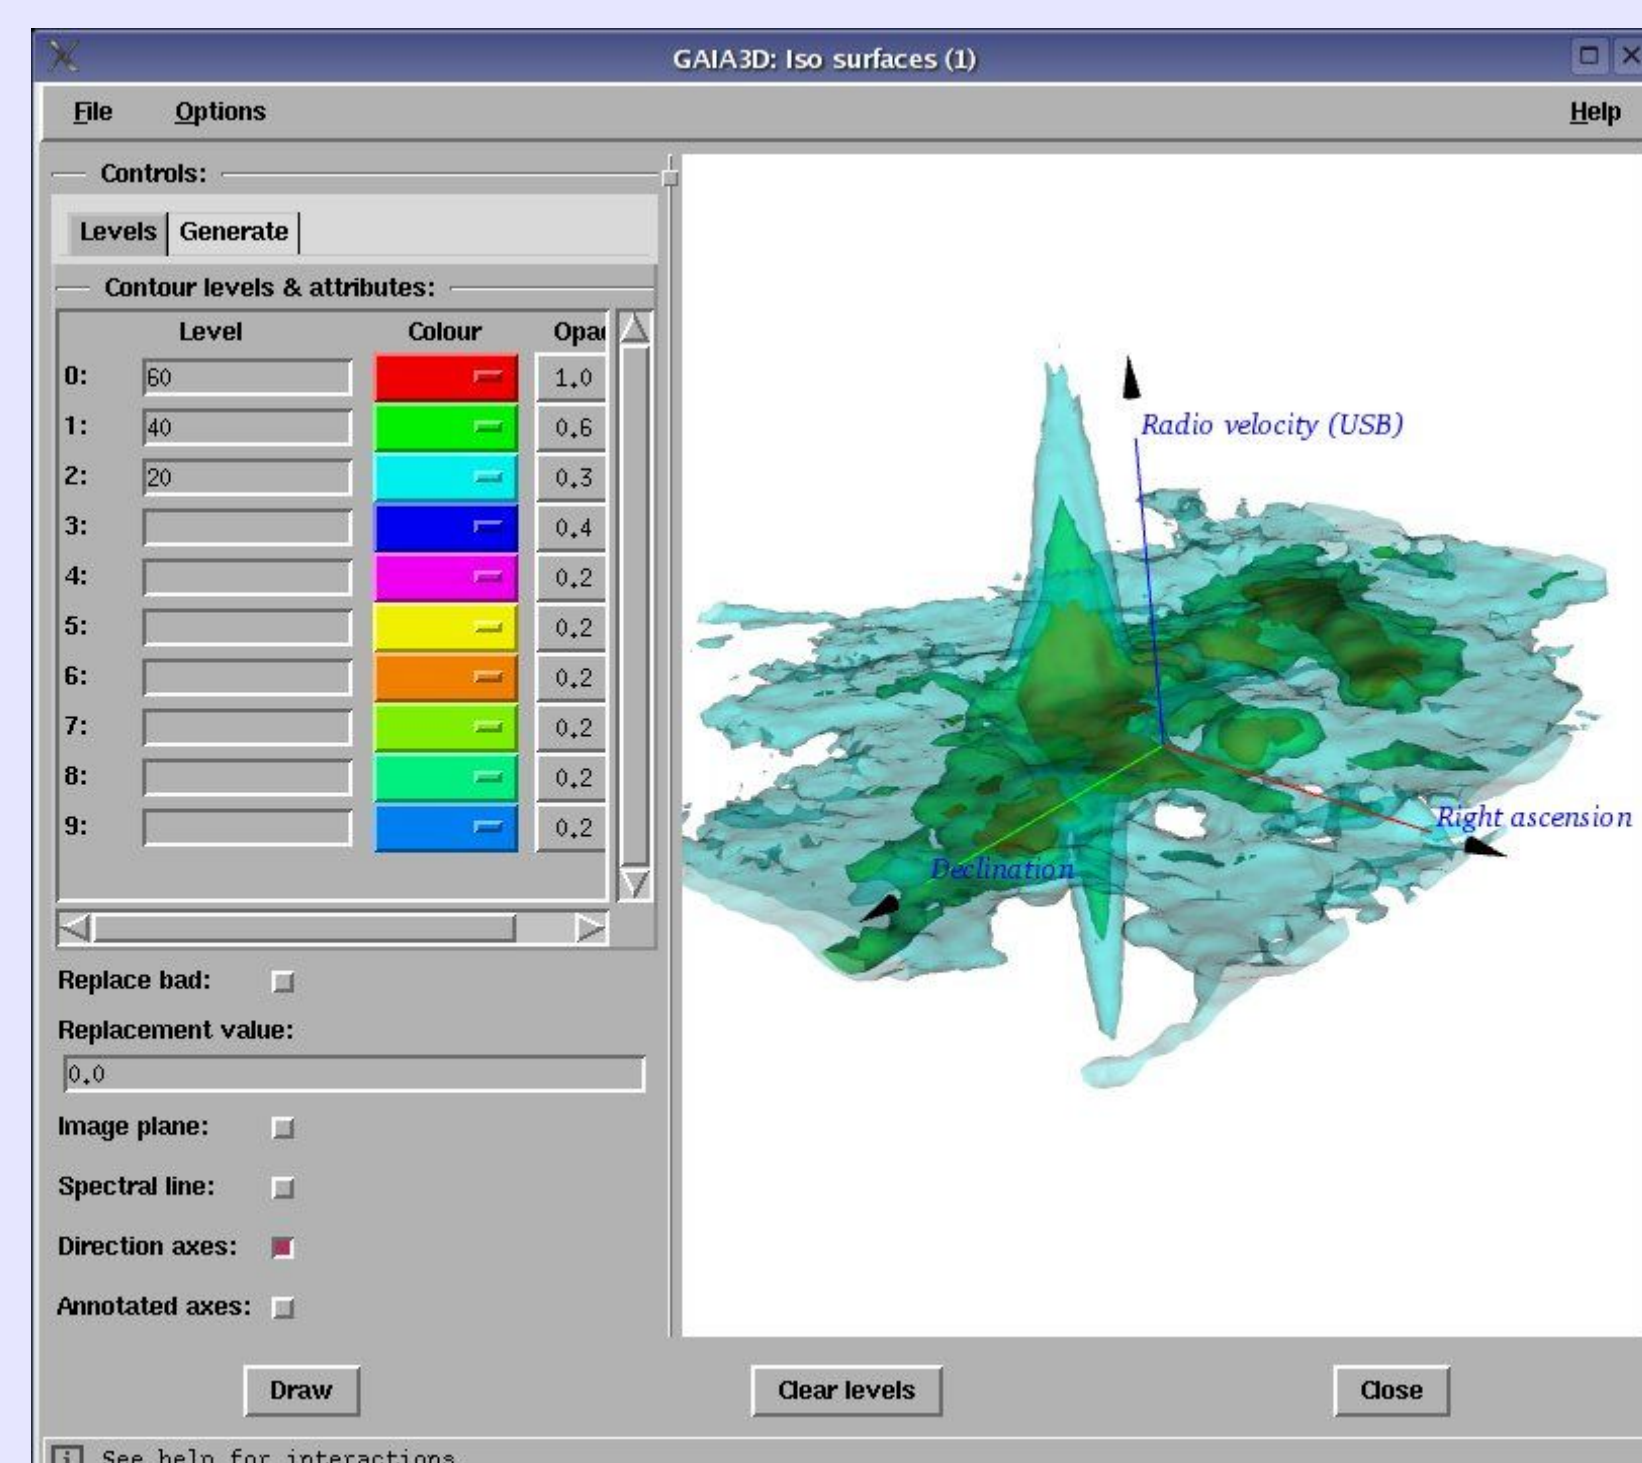 GAIA3D: Iso surfaces (1)
File Options Help
Controls:
Levels Generate
Contour levels & attributes:
Level Colour Opac
0: 60 1.0
1: 40 0.6
2: 20 0.3
3: 0.4
4: 0.2
5: 0.2
6: 0.2
7: 0.2
8: 0.2
9: 0.2
Replace bad:
Replacement value:
0.0
Image plane:
Spectral line:
Direction axes:
Annotated axes:
Radio velocity (USB)
Right ascension
Declination
Draw Clear levels Close
i See help for interactions